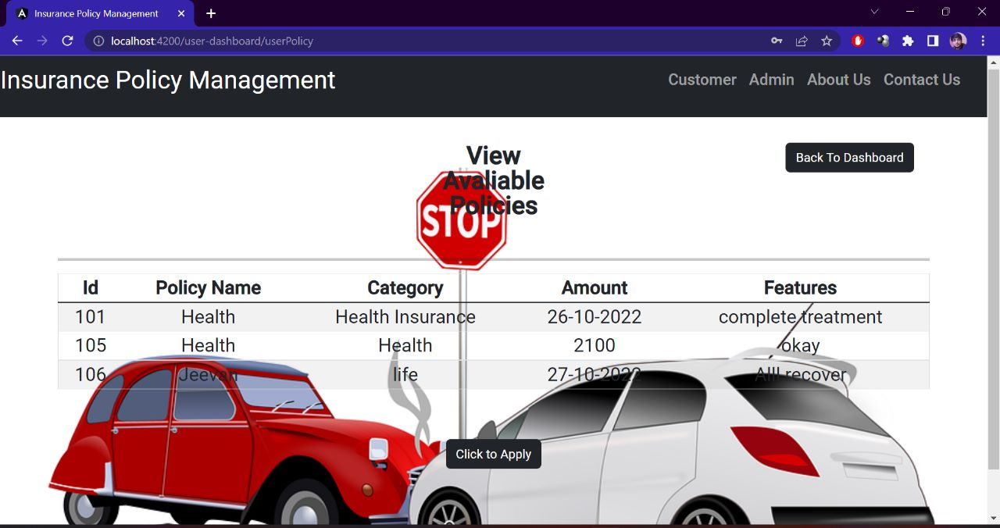 Insurance Policy Management
localhost:4200/user-dashboard/userPolicy
Insurance Policy Management
Customer Admin About Us Contact Us
View
Avaliable
Policies
Back To Dashboard
STOP
Id Policy Name Category Amount Features
101 Health Health Insurance 26-10-2022 complete treatment
105 Health Health 2100 okay
106 Jeevan life 27-10-2022 Alll recover
Click to Apply